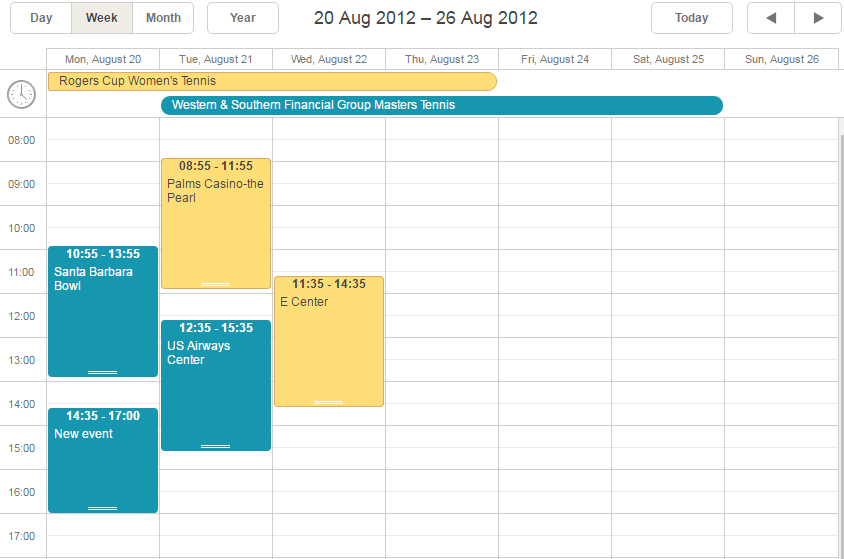 Day Week Month Year 20 Aug 2012 – 26 Aug 2012 Today
Mon, August 20 Tue, August 21 Wed, August 22 Thu, August 23 Fri, August 24 Sat, August 25 Sun, August 26
Rogers Cup Women's Tennis
Western & Southern Financial Group Masters Tennis
08:00
08:55 - 11:55
Palms Casino-the
Pearl
09:00
10:00
10:55 - 13:55
Santa Barbara
Bowl
11:00
11:35 - 14:35
E Center
12:00
12:35 - 15:35
US Airways
Center
13:00
14:00
14:35 - 17:00
New event
15:00
16:00
17:00